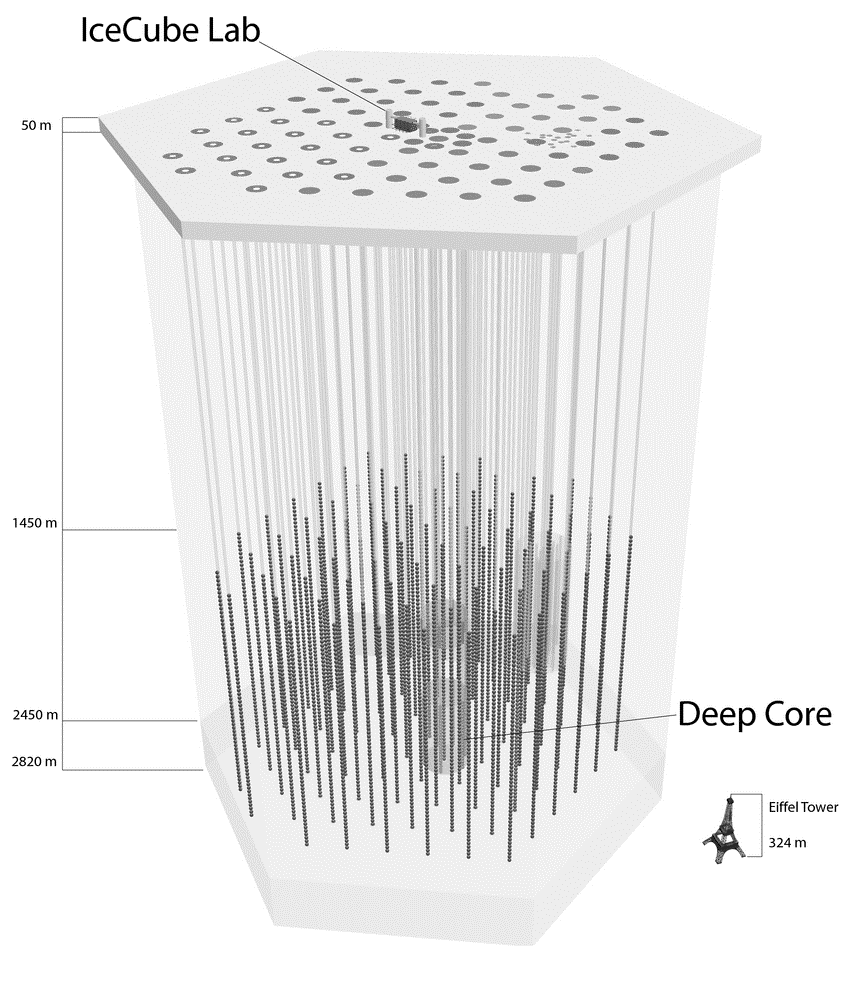 IceCube Lab
50 m
1450 m
2450 m
2820 m
Deep Core
Eiffel Tower
324 m